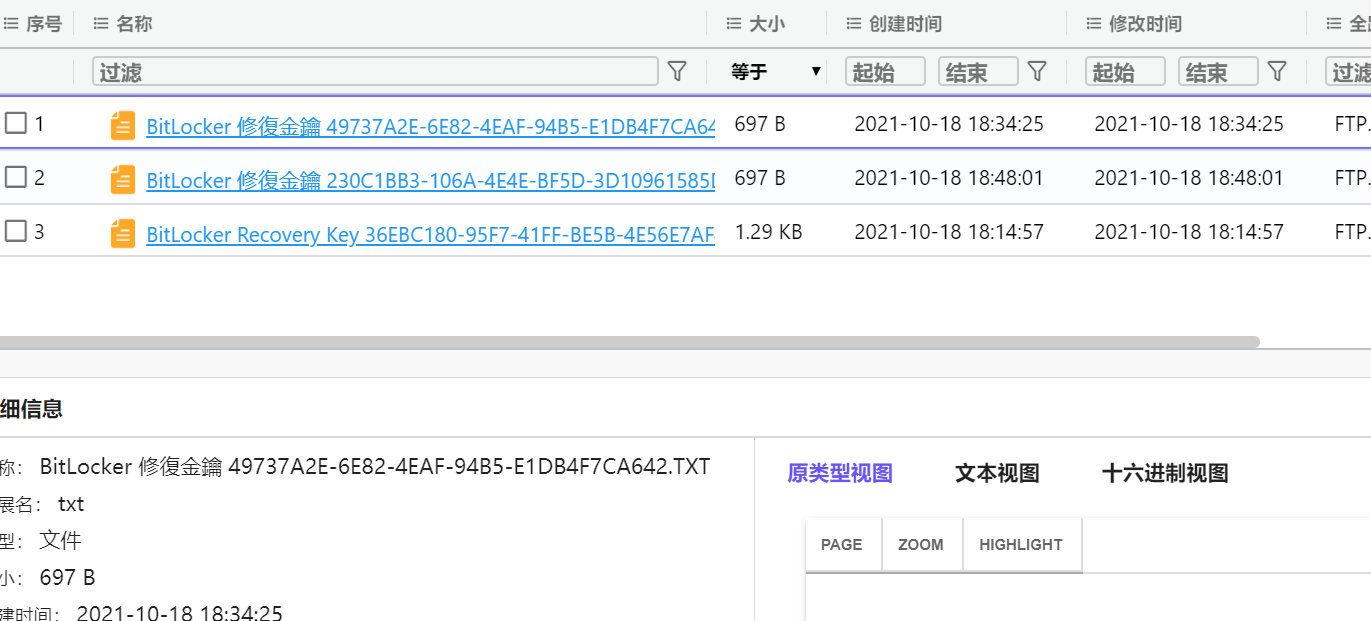 序号 名称 大小 创建时间 修改时间
过滤 等于 起始 结束 起始 结束 过滤
1 BitLocker 修復金鑰 49737A2E-6E82-4EAF-94B5-E1DB4F7CA64 697 B 2021-10-18 18:34:25 2021-10-18 18:34:25 FTP.
2 BitLocker 修復金鑰 230C1BB3-106A-4E4E-BF5D-3D10961585 697 B 2021-10-18 18:48:01 2021-10-18 18:48:01 FTP.
3 BitLocker Recovery Key 36EBC180-95F7-41FF-BE5B-4E56E7AF 1.29 KB 2021-10-18 18:14:57 2021-10-18 18:14:57 FTP.
细信息
称: BitLocker 修復金鑰 49737A2E-6E82-4EAF-94B5-E1DB4F7CA642.TXT
原类型视图 文本视图 十六进制视图
展名: txt
型: 文件
PAGE ZOOM HIGHLIGHT
小: 697 B
建时间: 2021-10-18 18:34:25